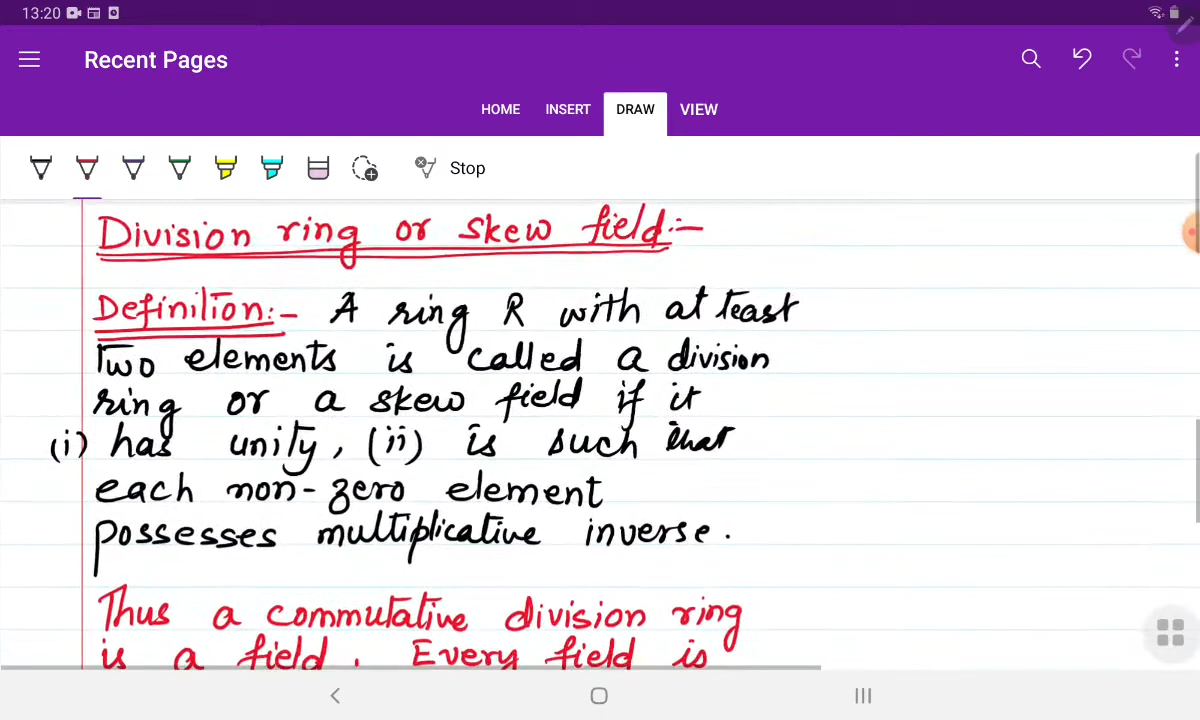 13:20
Recent Pages
HOME INSERT DRAW VIEW
Stop
Division ring or skew field:-
Definition:- A ring R with at least
Two elements is called a division
ring or a skew field if it
(i) has unity, (ii) is such that
each non-zero element
possesses multiplicative inverse.
Thus a commutative division ring
is a field. Every field is